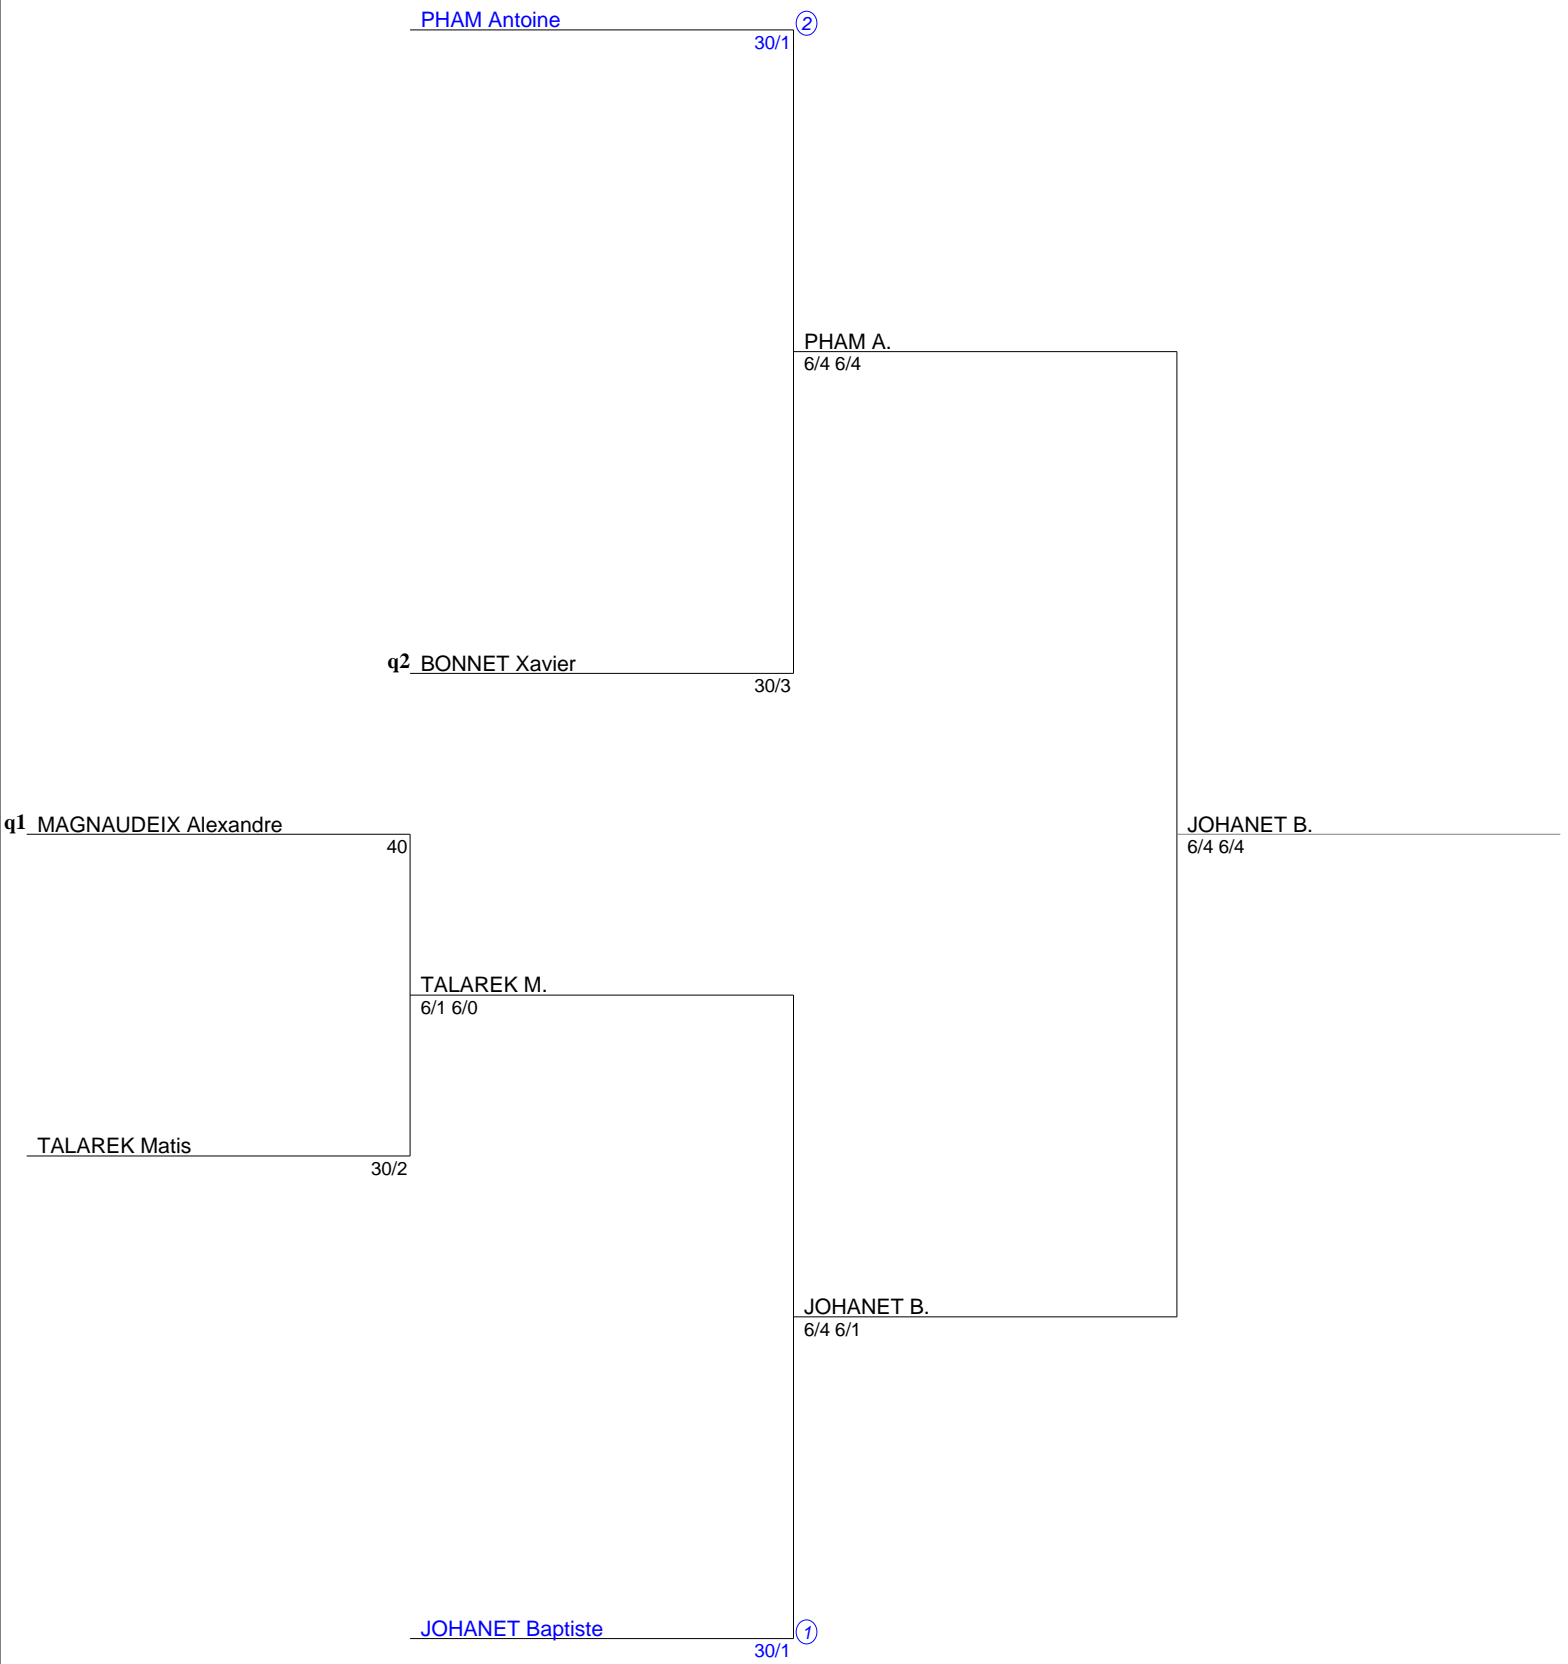 PHAM Antoine
2
30/1
PHAM A.
6/4 6/4
q2 BONNET Xavier
30/3
q1 MAGNAUDEIX Alexandre
40
JOHANET B.
6/4 6/4
TALAREK M.
6/1 6/0
TALAREK Matis
30/2
JOHANET B.
6/4 6/1
JOHANET Baptiste
1
30/1